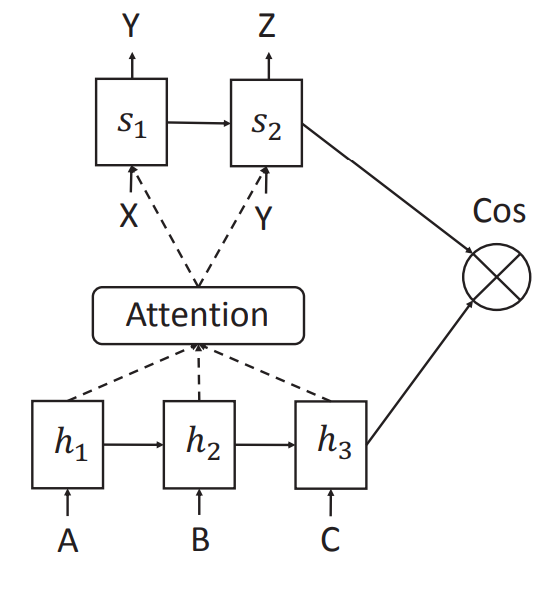 Y Z
s1 s2
X Y
Cos
Attention
h1 h2 h3
A B C